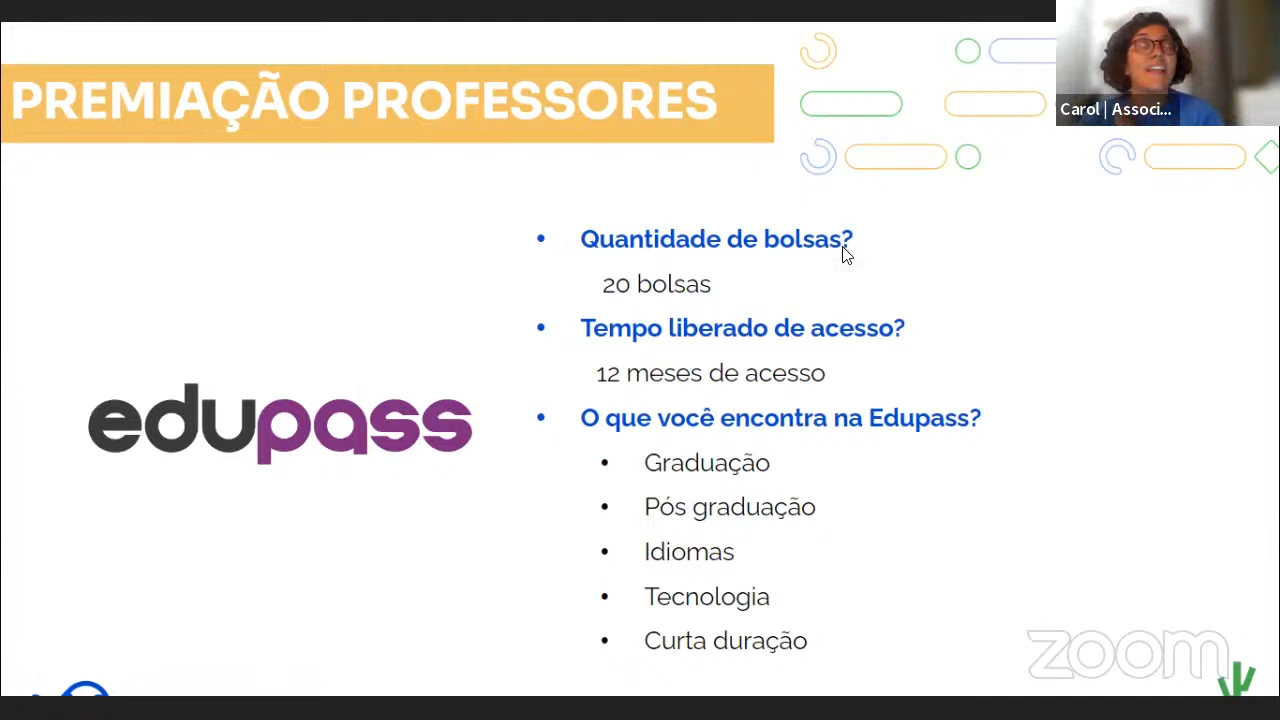 PREMIAÇÃO PROFESSORES
Carol | Associ...
Quantidade de bolsas?
20 bolsas
Tempo liberado de acesso?
12 meses de acesso
O que você encontra na Edupass?
edupass
Graduação
Pós graduação
Idiomas
Tecnologia
Curta duração
zoom